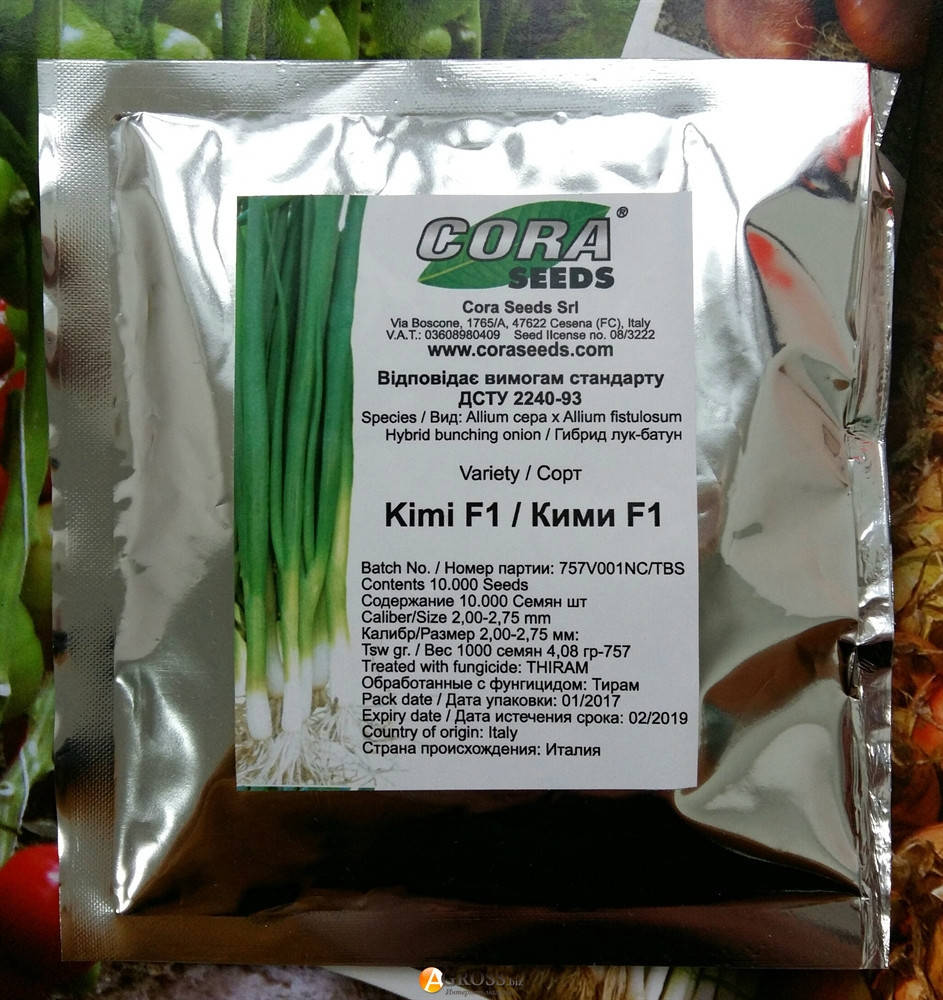 CORA®
SEEDS
Cora Seeds Srl
Via Boscone, 1765/A, 47622 Cesena (FC), Italy
V.A.T.: 03608980409 Seed license no. 08/3222
www.coraseeds.com
Відповідає вимогам стандарту
ДСТУ 2240-93
Species / Вид: Allium cepa x Allium fistulosum
Hybrid bunching onion / Гибрид лук-батун
Variety / Сорт
Kimi F1 / Кими F1
Batch No. / Номер партии: 757V001NC/TBS
Contents 10.000 Seeds
Содержание 10.000 Семян шт
Caliber/Size 2,00-2,75 mm
Калибр/Размер 2,00-2,75 мм:
Tsw gr. / Вес 1000 семян 4,08 гр-757
Treated with fungicide: THIRAM
Обработанные с фунгицидом: Тирам
Pack date / Дата упаковки: 01/2017
Expiry date / Дата истечения срока: 02/2019
Country of origin: Italy
Страна происхождения: Италия
AGROSS.biz